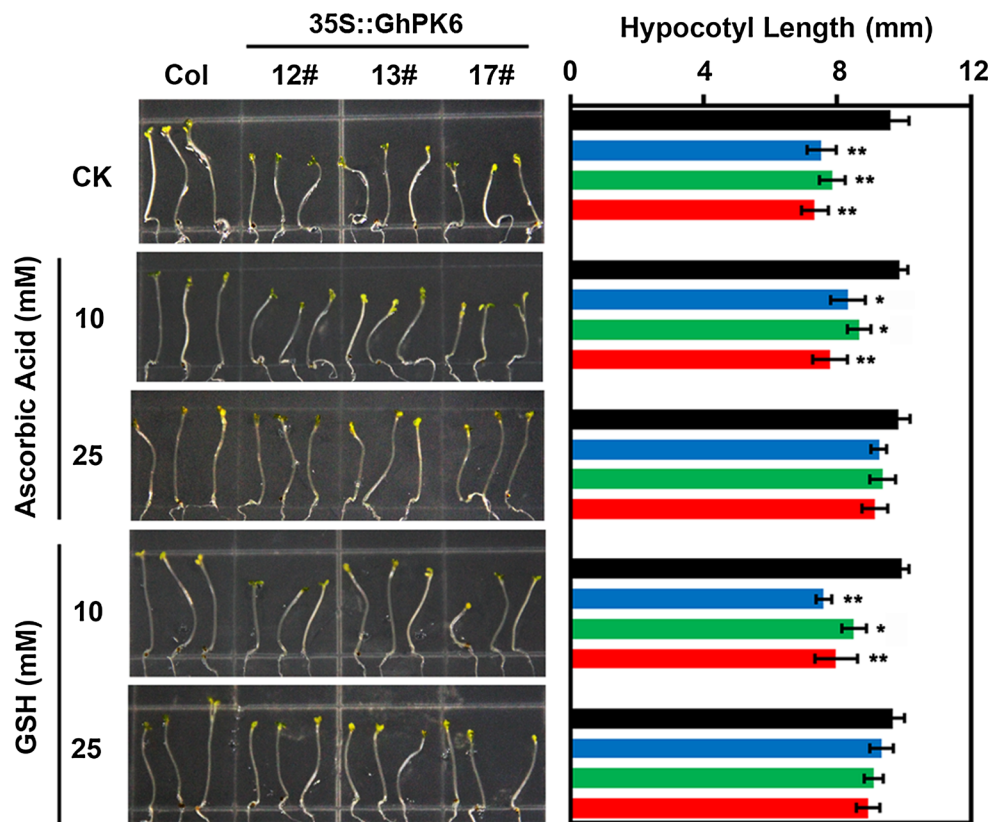 35S::GhPK6
Col 12# 13# 17#
Hypocotyl Length (mm)
0 4 8 12
CK
**
**
**
Ascorbic Acid (mM)
10
*
*
**
25
GSH (mM)
10
**
*
**
25